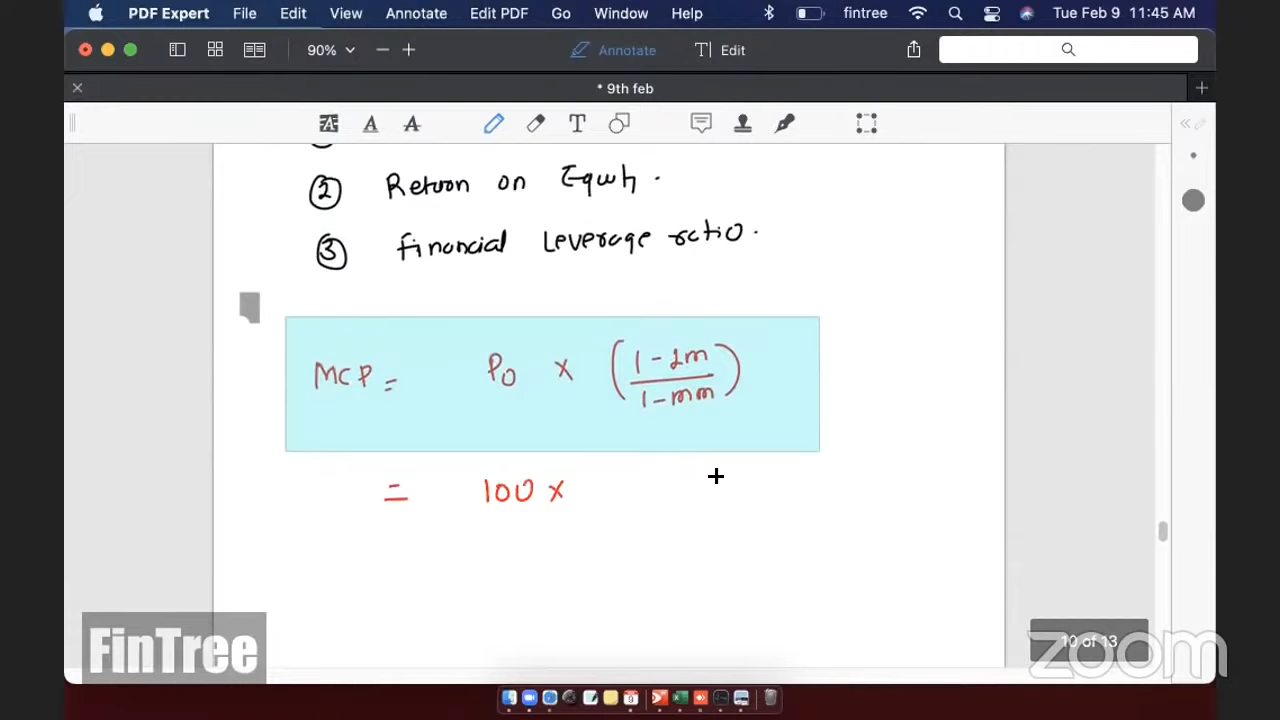 PDF Expert File Edit View Annotate Edit PDF Go Window Help fintree Tue Feb 9 11:45 AM
90% Annotate T Edit
* 9th feb
2 Return on Equity.
3 Financial Leverage ratio.
MCP = P0 x (1 - Im / 1 - mm)
= 100 x
FinTree
10 of 13
zoom